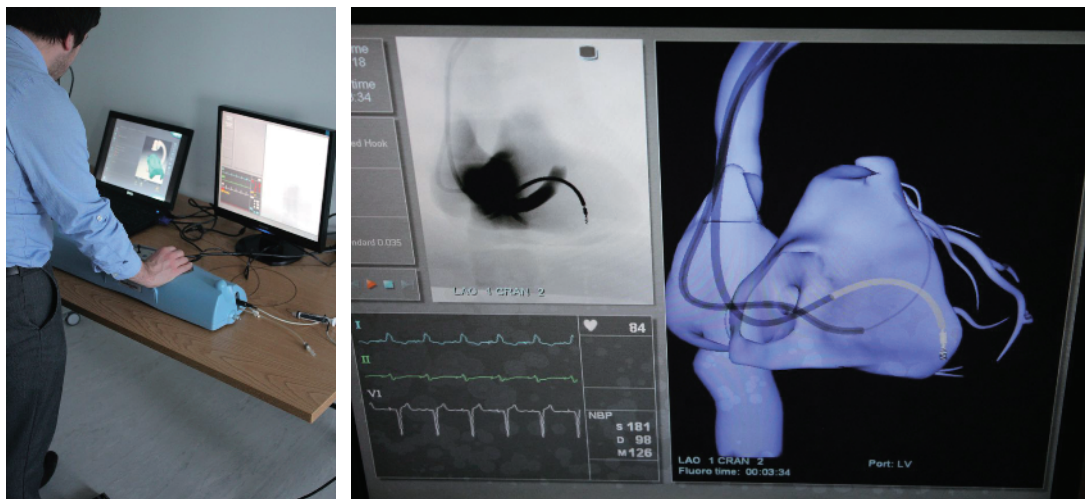 me
18
time
:34
ed Hook
ndard 0.035
LAO 1 CRAN 2
I
II
V1
84
NBP
S 181
D 98
M 126
LAO 1 CRAN 2
Fluoro time: 00:03:34
Port: LV